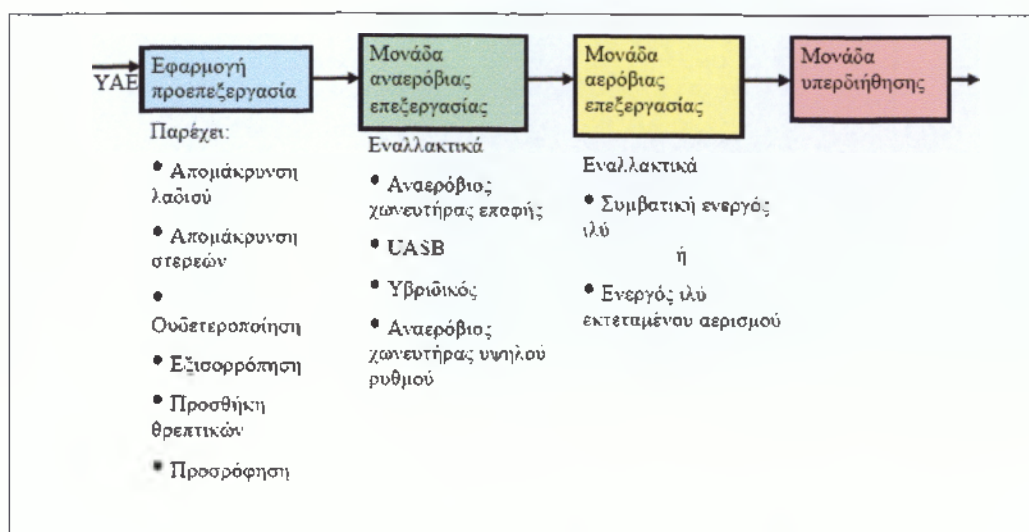 ΥΑΕ
Εφαρμογή
προεπεξεργασία
Παρέχει:
• Απομάκρυνση
λαδιού
• Απομάκρυνση
στερεών
•
Ουδετεροποίηση
• Εξισορρόπηση
• Προσθήκη
θρεπτικών
• Προσρόφηση
Μονάδα
αναερόβιας
επεξεργασίας
Εναλλακτικά
• Αναερόβιος
χωνευτήρας επαφής
• UASB
• Υβριδικός
• Αναερόβιος
χωνευτήρας υψηλού
ρυθμού
Μονάδα
αερόβιας
επεξεργασίας
Εναλλακτικά
• Συμβατική ενεργός
ιλύ
ή
• Ενεργός ιλύ
εκτεταμένου αερισμού
Μονάδα
υπερδιήθησης